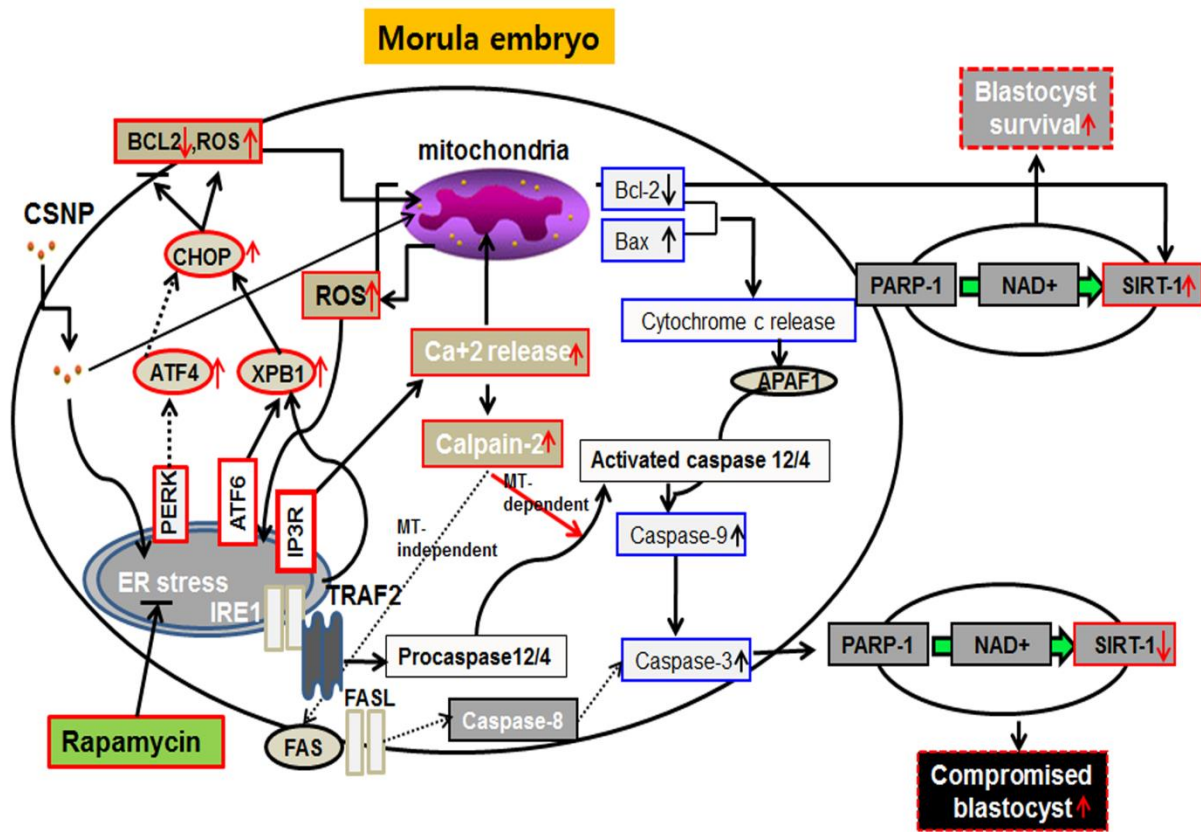 Morula embryo
BCL2↓,ROS↑
mitochondria
Blastocyst
survival↑
CSNP
Bcl-2↓
Bax↑
CHOP↑
ROS↑
PARP-1
NAD+
SIRT-1↑
Cytochrome c release
Ca+2 release↑
ATF4↑
XPB1↑
APAF1
Calpain-2↑
Activated caspase 12/4
MT-
dependent
PERK
ATF6
IP3R
MT-
independent
Caspase-9↑
ER stress
IRE1
TRAF2
Procaspase12/4
Caspase-3↑
PARP-1
NAD+
SIRT-1↓
FASL
Caspase-8
Rapamycin
FAS
Compromised
blastocyst↑